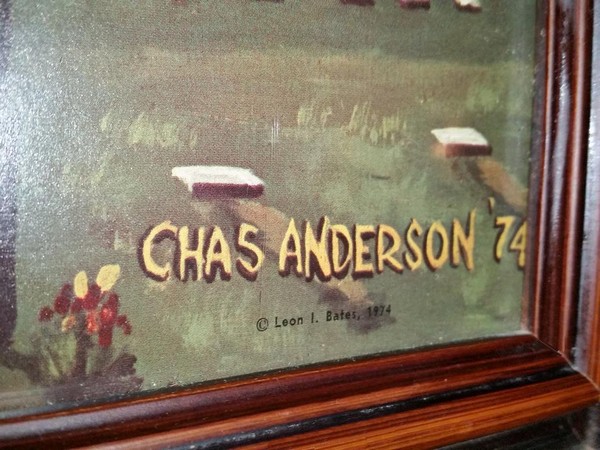 CHAS ANDERSON '74
© Leon I. Bates, 1974